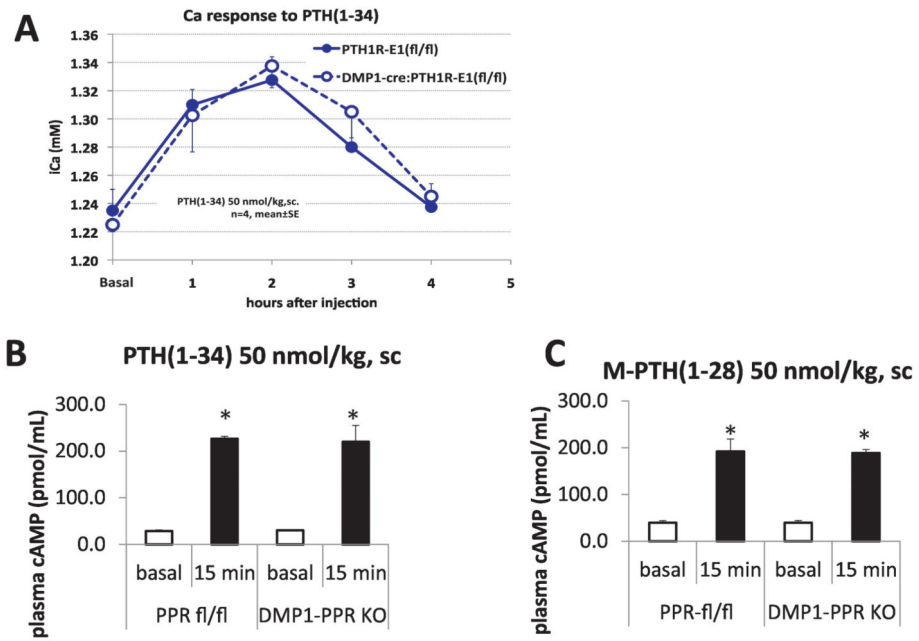 A
Ca response to PTH(1-34)
1.36
1.34
1.32
1.30
1.28
1.26
1.24
1.22
1.20
iCa (mM)
PTH1R-E1(fl/fl)
DMP1-cre:PTH1R-E1(fl/fl)
PTH(1-34) 50 nmol/kg,sc.
n=4, mean±SE
Basal 1 2 3 4 5
hours after injection
B
PTH(1-34) 50 nmol/kg, sc
plasma cAMP (pmol/mL)
300.0
200.0
100.0
0.0
* *
basal 15 min basal 15 min
PPR fl/fl DMP1-PPR KO
C
M-PTH(1-28) 50 nmol/kg, sc
plasma cAMP (pmol/mL)
300.0
200.0
100.0
0.0
* *
basal 15 min basal 15 min
PPR-fl/fl DMP1-PPR KO